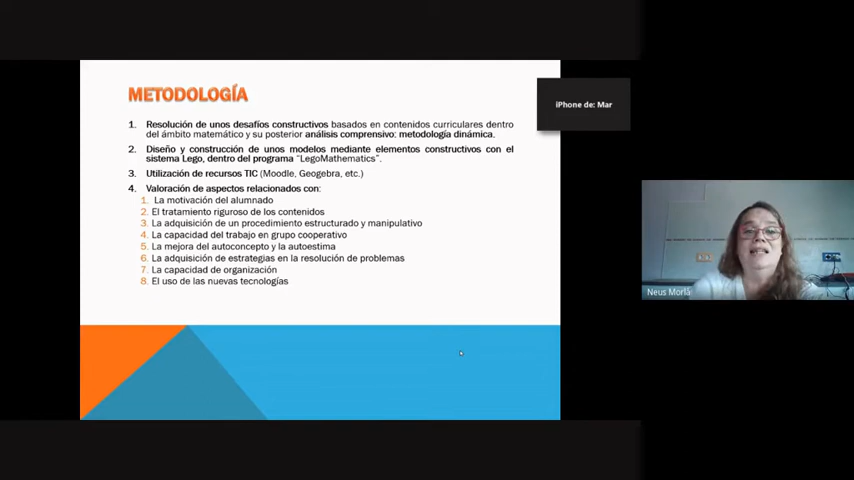 METODOLOGÍA
1. Resolución de unos desafíos constructivos basados en contenidos curriculares dentro
del ámbito matemático y su posterior análisis comprensivo: metodología dinámica.
2. Diseño y construcción de unos modelos mediante elementos constructivos con el
sistema Lego, dentro del programa “LegoMathematics”.
3. Utilización de recursos TIC (Moodle, Geogebra, etc.)
4. Valoración de aspectos relacionados con:
1. La motivación del alumnado
2. El tratamiento riguroso de los contenidos
3. La adquisición de un procedimiento estructurado y manipulativo
4. La capacidad del trabajo en grupo cooperativo
5. La mejora del autoconcepto y la autoestima
6. La adquisición de estrategias en la resolución de problemas
7. La capacidad de organización
8. El uso de las nuevas tecnologías
iPhone de: Mar
Neus Morlá